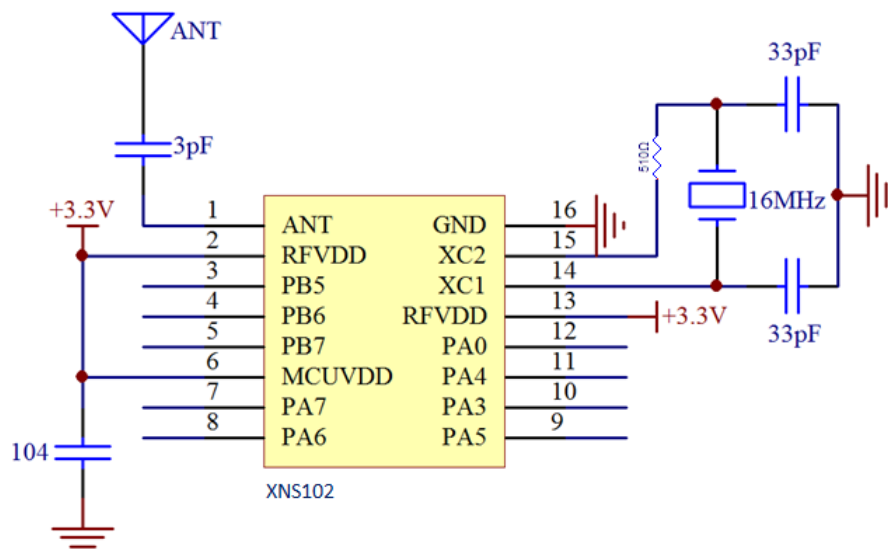 ANT
33pF
3pF
510Ω
+3.3V
16MHz
1 ANT GND 16
2 RFVDD XC2 15
3 PB5 XC1 14
4 PB6 RFVDD 13 +3.3V
5 PB7 PA0 12
33pF
6 MCUVDD PA4 11
7 PA7 PA3 10
8 PA6 PA5 9
104
XNS102